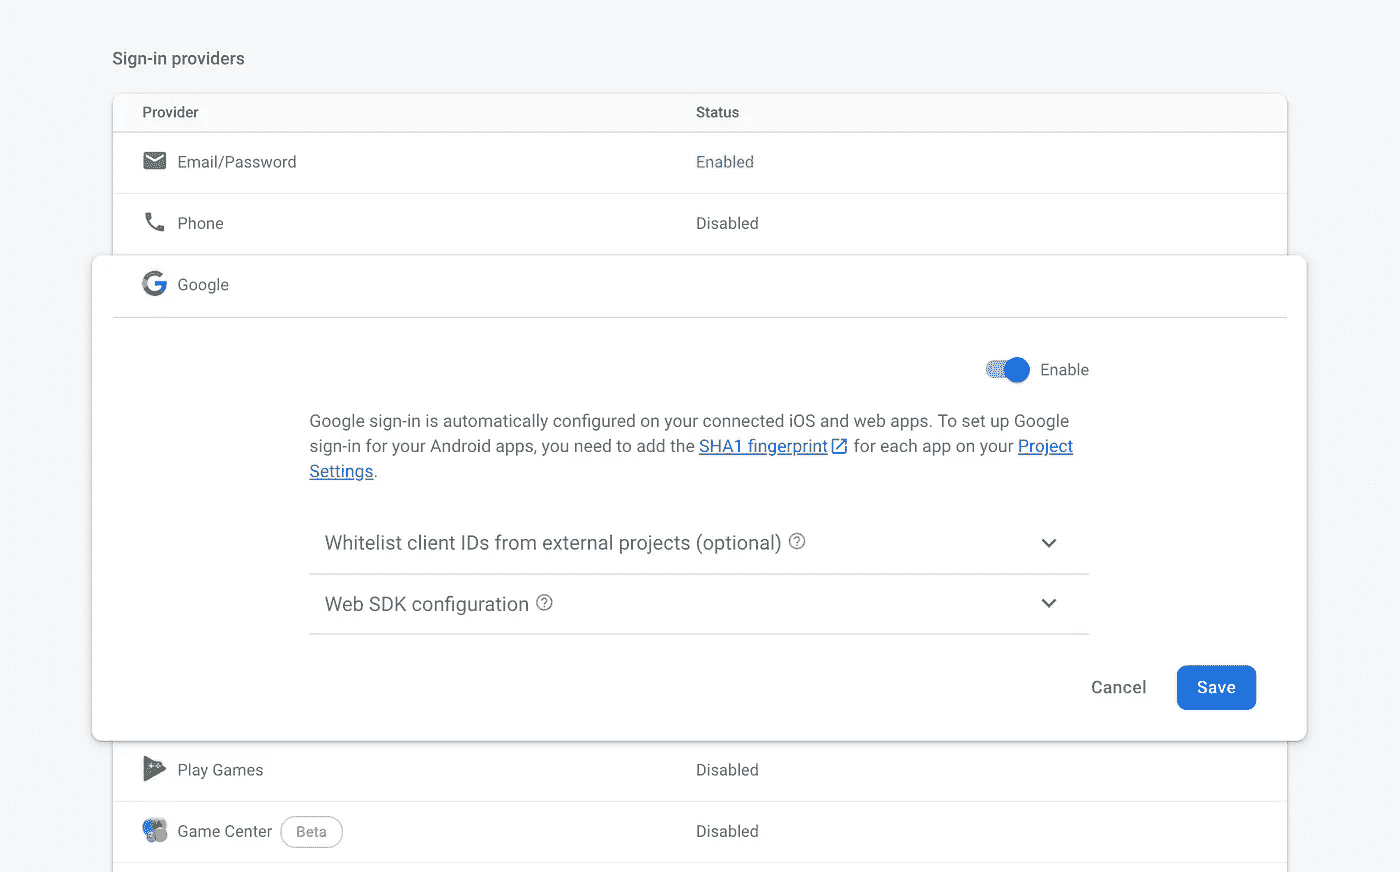 Sign-in providers
Provider Status
Email/Password Enabled
Phone Disabled
Google
Enable
Google sign-in is automatically configured on your connected iOS and web apps. To set up Google
sign-in for your Android apps, you need to add the SHA1 fingerprint for each app on your Project
Settings.
Whitelist client IDs from external projects (optional)
Web SDK configuration
Cancel Save
Play Games Disabled
Game Center Beta Disabled